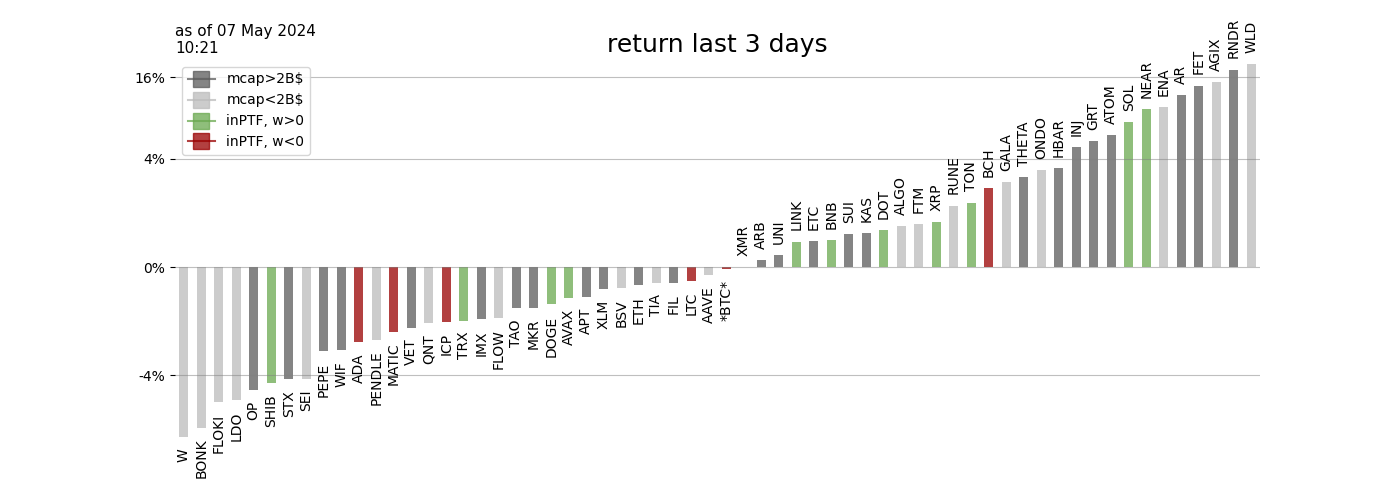 as of 07 May 2024
10:21
return last 3 days
mcap>2B$
mcap<2B$
inPTF, w>0
inPTF, w<0
16%
4%
0%
-4%
W
BONK
FLOKI
LDO
OP
SHIB
STX
SEI
PEPE
WIF
ADA
PENDLE
MATIC
VET
QNT
ICP
TRX
IMX
FLOW
TAO
MKR
DOGE
AVAX
APT
XLM
BSV
ETH
TIA
FIL
LTC
AAVE
*BTC*
XMR
ARB
UNI
LINK
ETC
BNB
SUI
KAS
DOT
ALGO
FTM
XRP
RUNE
TON
BCH
GALA
THETA
ONDO
HBAR
INJ
GRT
ATOM
SOL
NEAR
ENA
AR
FET
AGIX
RNDR
WLD